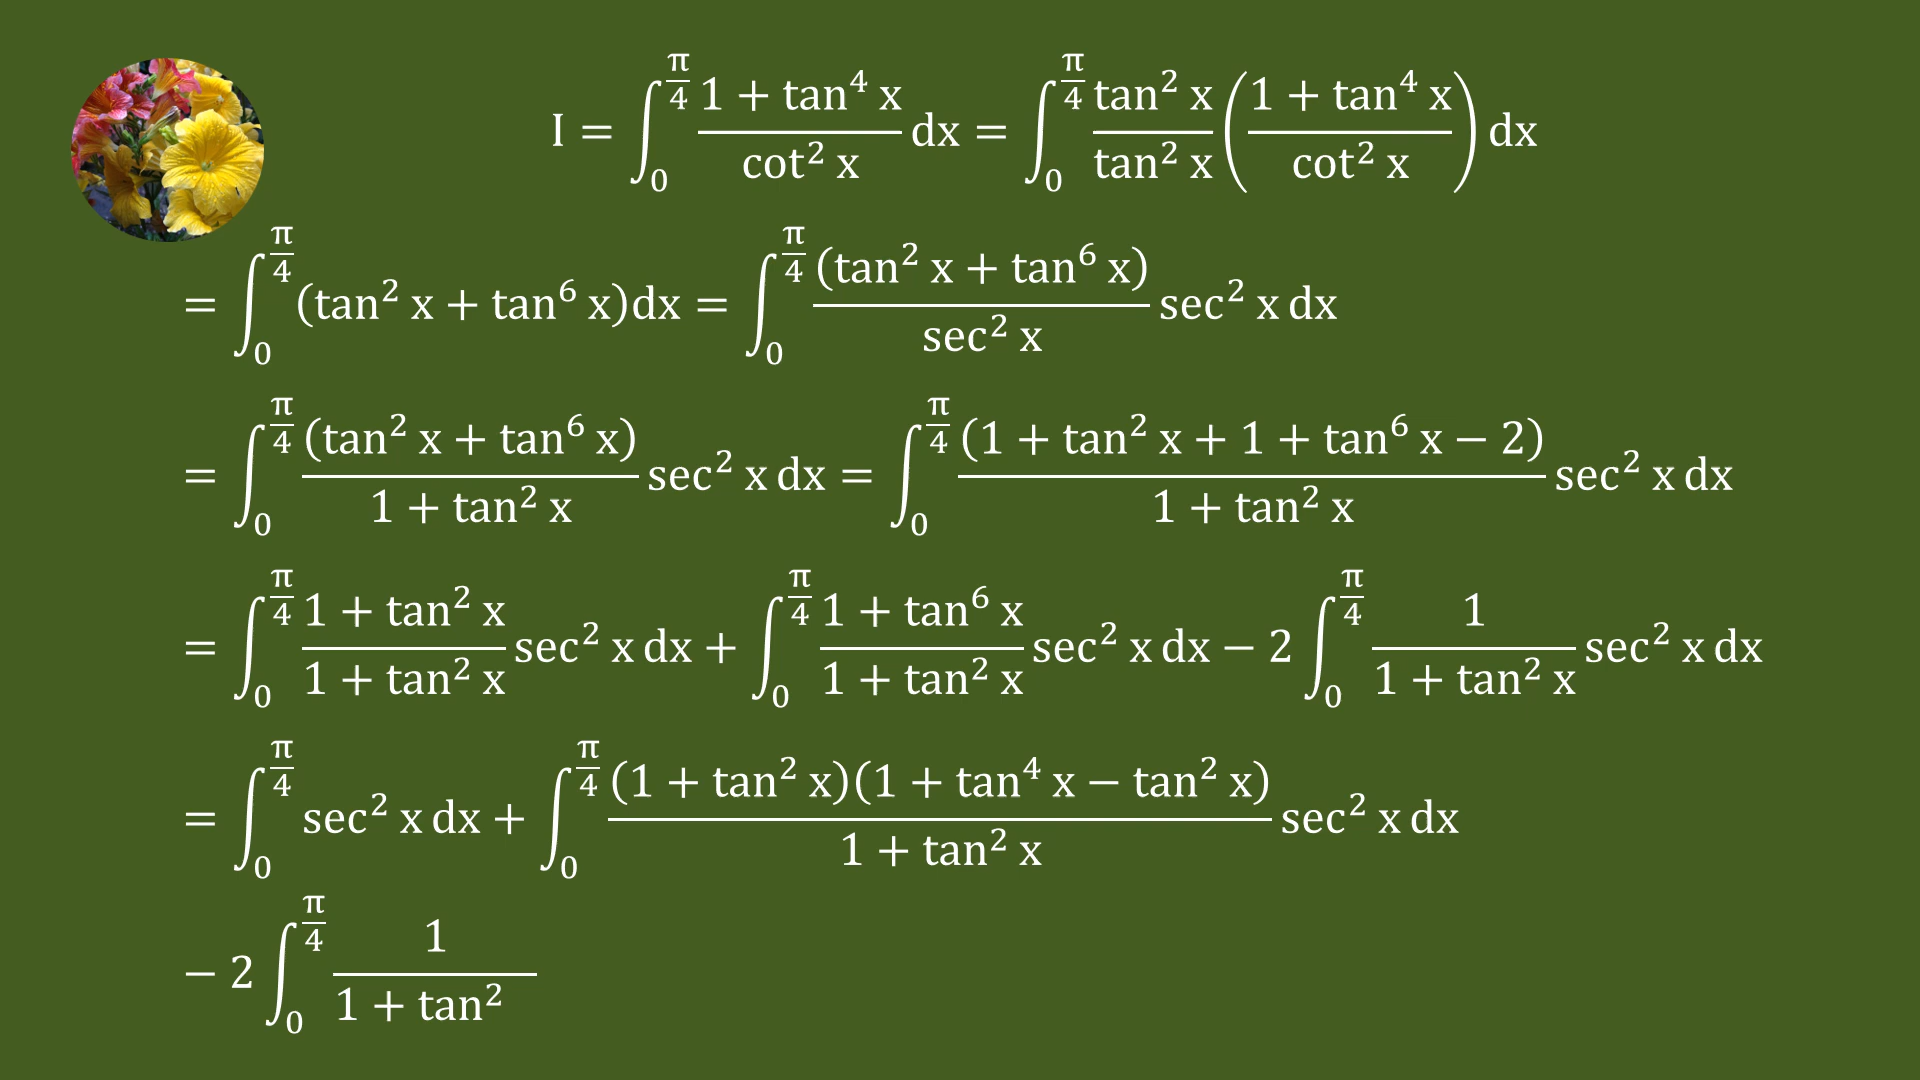 I = ∫₀^(π/4) (1 + tan⁴ x)/(cot² x) dx = ∫₀^(π/4) (tan² x)/(tan² x) ((1 + tan⁴ x)/(cot² x)) dx
= ∫₀^(π/4) (tan² x + tan⁶ x)dx = ∫₀^(π/4) (tan² x + tan⁶ x)/(sec² x) sec² x dx
= ∫₀^(π/4) (tan² x + tan⁶ x)/(1 + tan² x) sec² x dx = ∫₀^(π/4) (1 + tan² x + 1 + tan⁶ x − 2)/(1 + tan² x) sec² x dx
= ∫₀^(π/4) (1 + tan² x)/(1 + tan² x) sec² x dx + ∫₀^(π/4) (1 + tan⁶ x)/(1 + tan² x) sec² x dx − 2 ∫₀^(π/4) 1/(1 + tan² x) sec² x dx
= ∫₀^(π/4) sec² x dx + ∫₀^(π/4) ((1 + tan² x)(1 + tan⁴ x − tan² x))/(1 + tan² x) sec² x dx
− 2 ∫₀^(π/4) 1/(1 + tan²